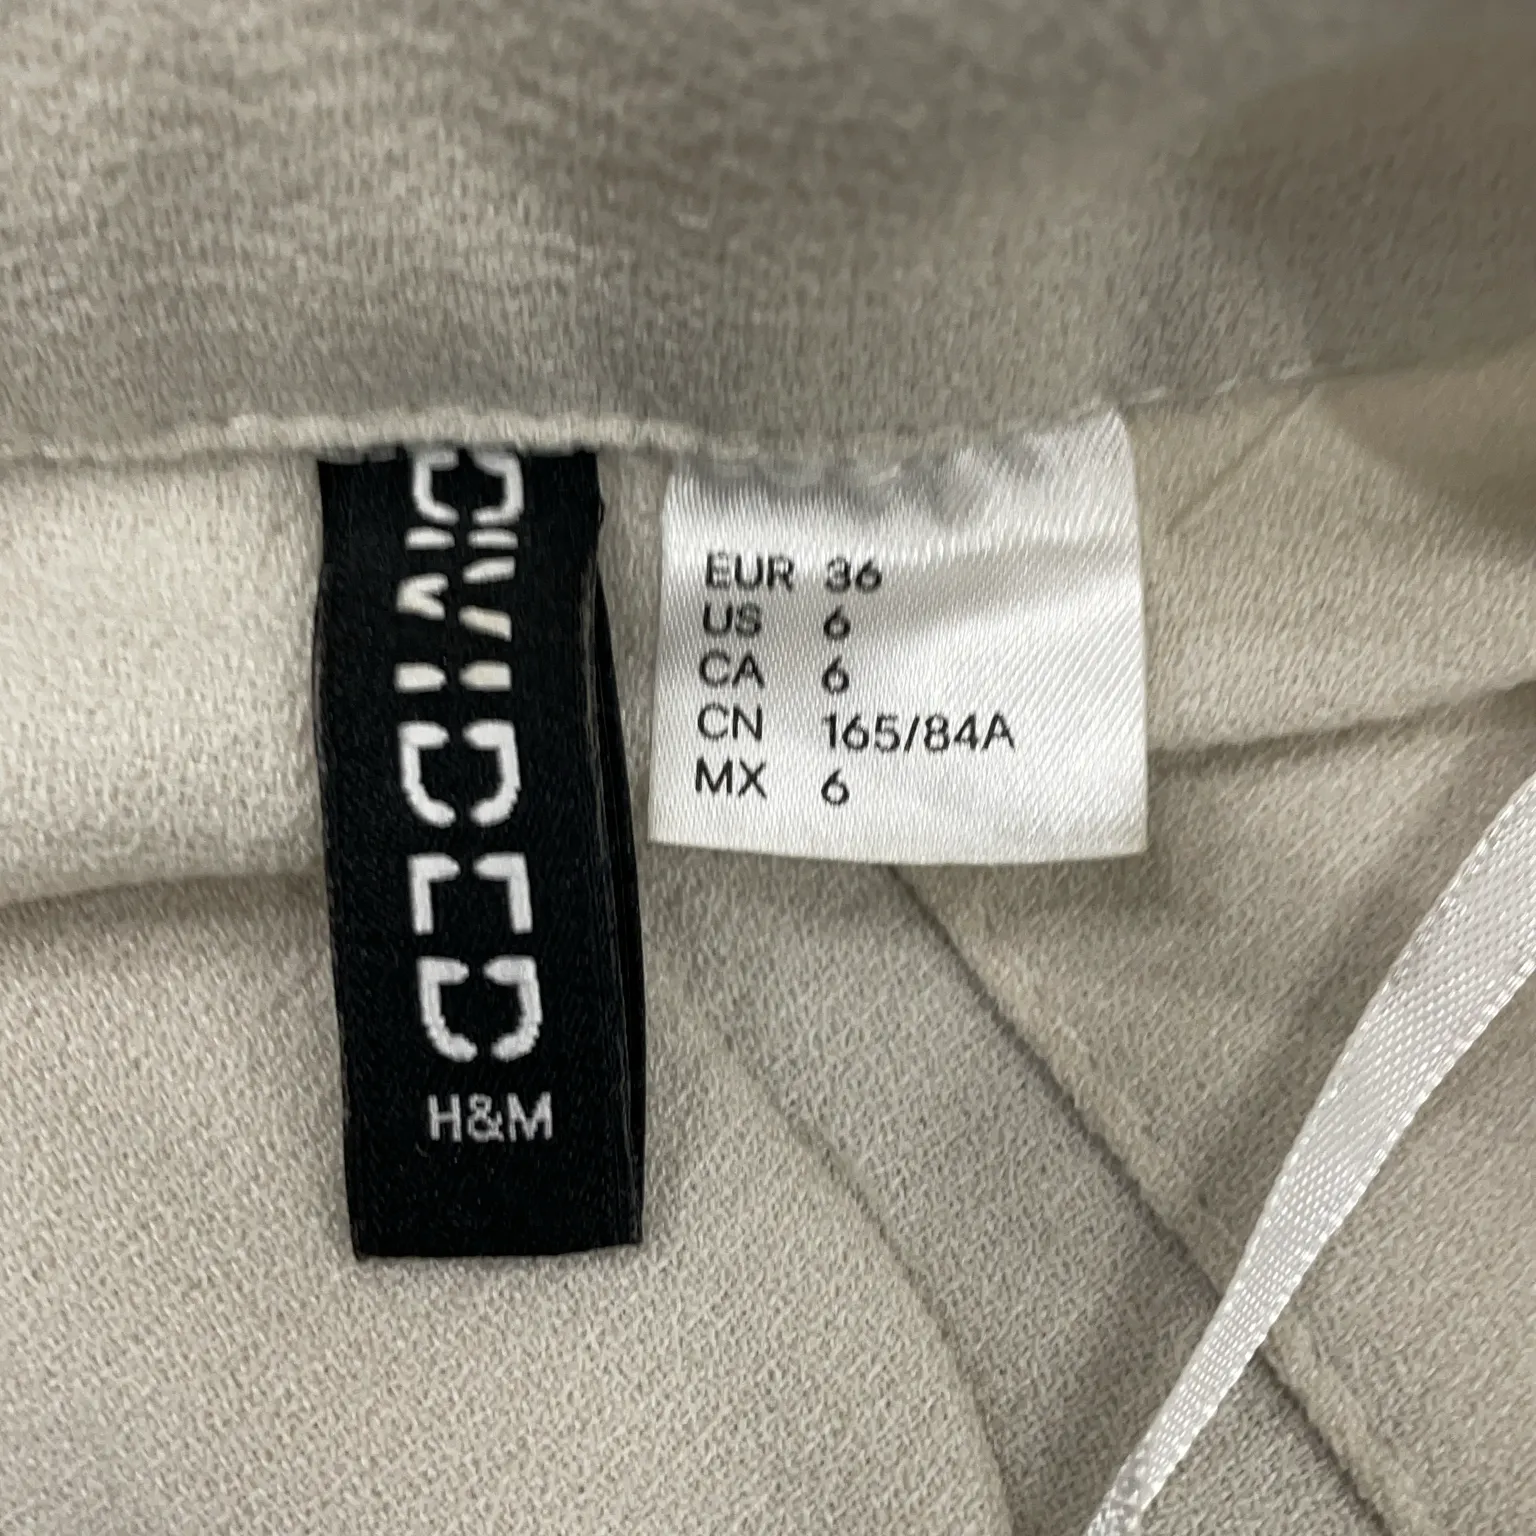 DIVIDED
H&M
EUR 36
US 6
CA 6
CN 165/84A
MX 6